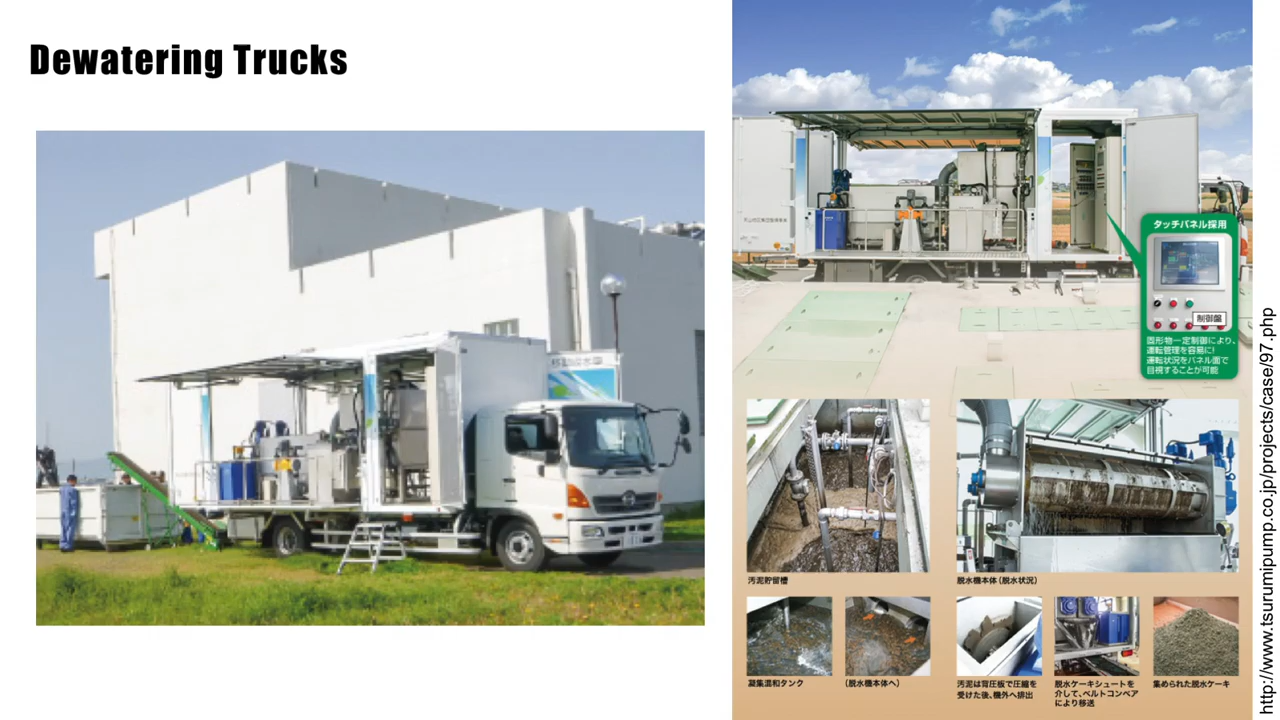 Dewatering Trucks
タッチパネル採用
制御盤
固形物一定制御により、
運転管理を容易に!
運転状況をパネル面で
目視することが可能
汚泥貯留槽
脱水機本体(脱水状況)
凝集混和タンク
(脱水機本体へ)
汚泥は背圧板で圧縮を
受けた後、機外へ排出
脱水ケーキシュートを
介して、ベルトコンベア
により移送
集められた脱水ケーキ
http://www.tsurumipump.co.jp/projects/case/97.php